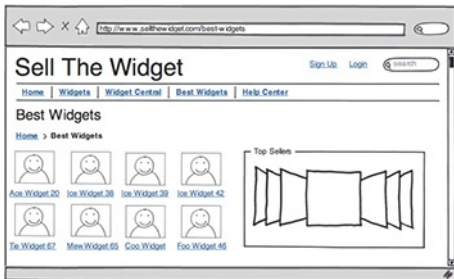 http://www.sellthewidget.com/best-widgets
Sell The Widget
Sign Up Login search
Home Widgets Widget Central Best Widgets Help Center
Best Widgets
Home > Best Widgets
Top Sellers
Ace Widget 20 Ice Widget 38 Ice Widget 39 Ice Widget 42
Tie Widget 67 Mew Widget 65 Coo Widget Foo Widget 46